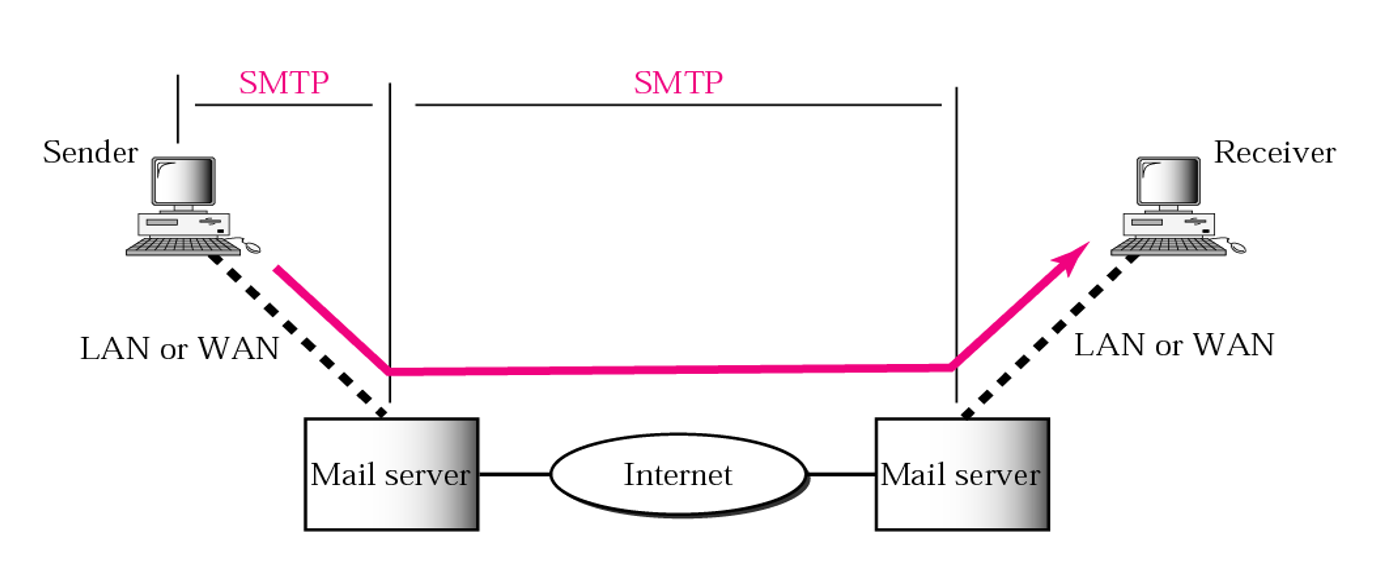 SMTP
SMTP
Sender
Receiver
LAN or WAN
LAN or WAN
Mail server
Internet
Mail server